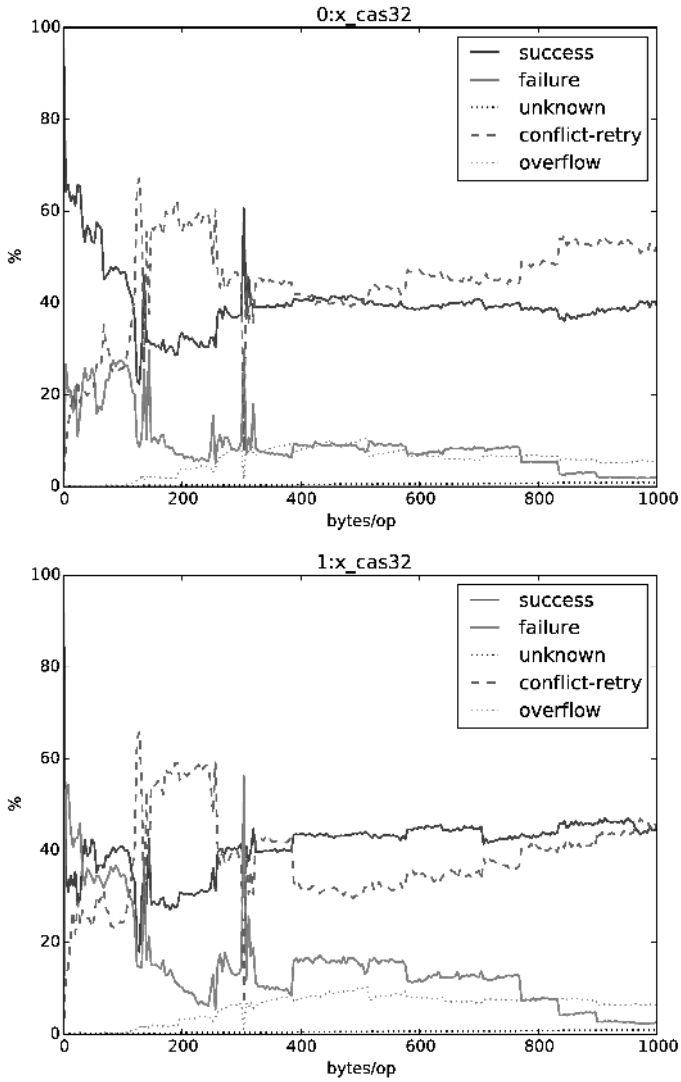 0:x_cas32
100
80
60
40
20
0
%
success
failure
unknown
conflict-retry
overflow
0 200 400 600 800 1000
bytes/op
1:x_cas32
100
80
60
40
20
0
%
success
failure
unknown
conflict-retry
overflow
0 200 400 600 800 1000
bytes/op